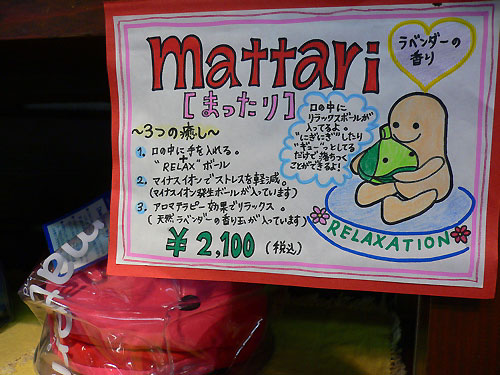 mattari
[まったり]
ラベンダーの
香り
〜3つの癒し〜
1. 口の中に手を入れる。
+
"RELAX"ボール
2. マイナスイオンでストレスを軽減。
(マイナスイオン発生ボールが入っています)
3. アロマテラピー効果でリラックス。
(天然ラベンダーの香り玉が入っています)
¥2,100 (税込)
口の中に
リラックスボールが
入ってるよ。
"にぎにぎ"したり
"ギュー"っとしてる
だけで落ちつく
ことができるよ!
RELAXATION